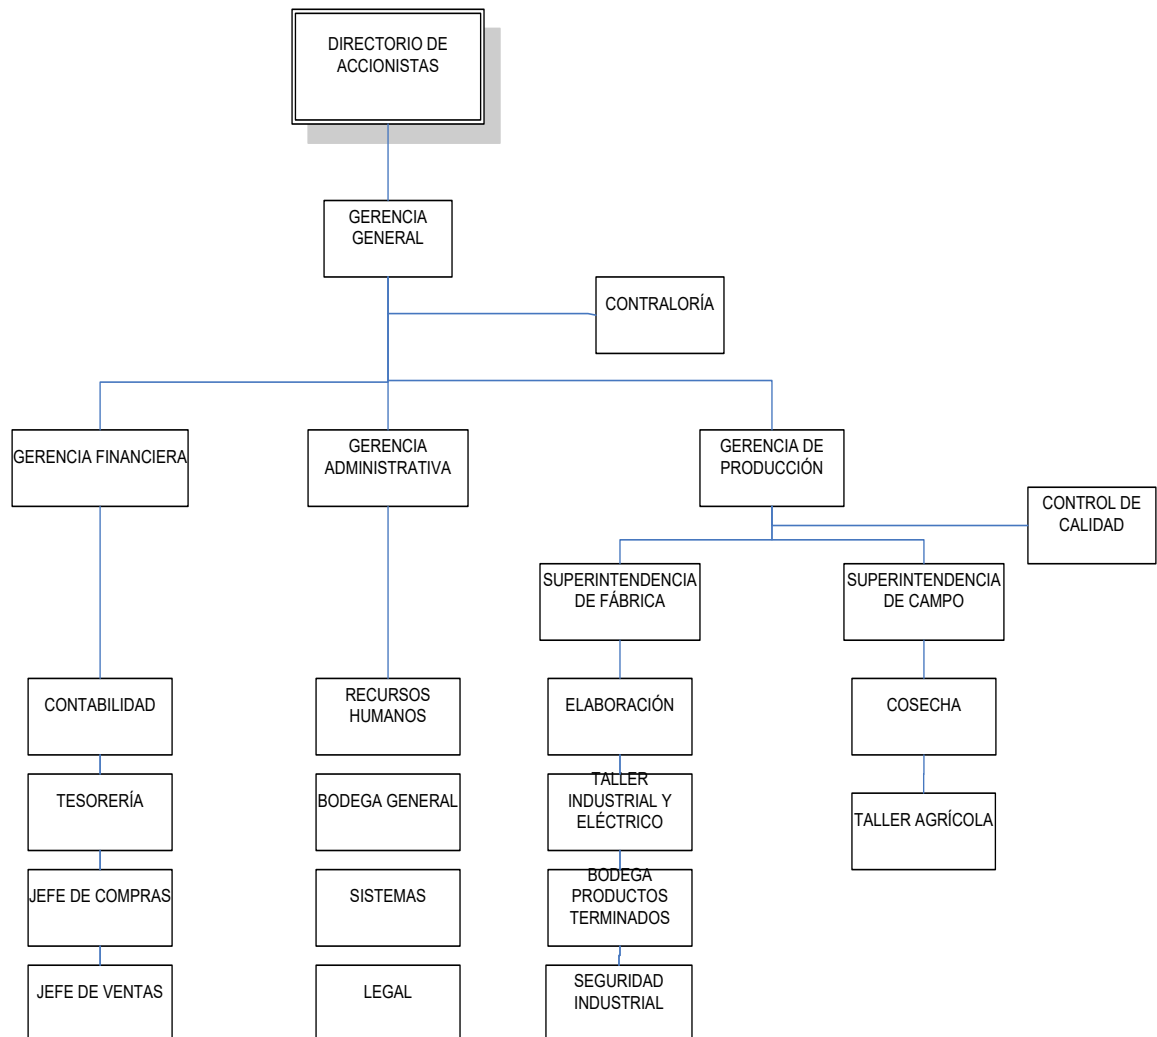 DIRECTORIO DE
ACCIONISTAS
GERENCIA
GENERAL
CONTRALORÍA
GERENCIA FINANCIERA
GERENCIA
ADMINISTRATIVA
GERENCIA DE
PRODUCCIÓN
CONTROL DE
CALIDAD
SUPERINTENDENCIA
DE FÁBRICA
SUPERINTENDENCIA
DE CAMPO
CONTABILIDAD
RECURSOS
HUMANOS
ELABORACIÓN
COSECHA
TESORERÍA
BODEGA GENERAL
TALLER
INDUSTRIAL Y
ELÉCTRICO
TALLER AGRÍCOLA
JEFE DE COMPRAS
SISTEMAS
BODEGA
PRODUCTOS
TERMINADOS
JEFE DE VENTAS
LEGAL
SEGURIDAD
INDUSTRIAL